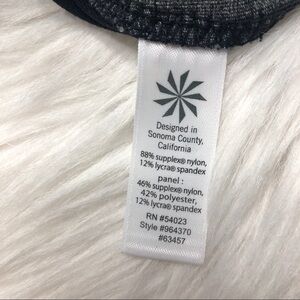 Designed in
Sonoma County,
California
88% supplex® nylon,
12% lycra® spandex
panel :
46% supplex® nylon,
42% polyester,
12% lycra® spandex
RN #54023
Style #964370
#63457